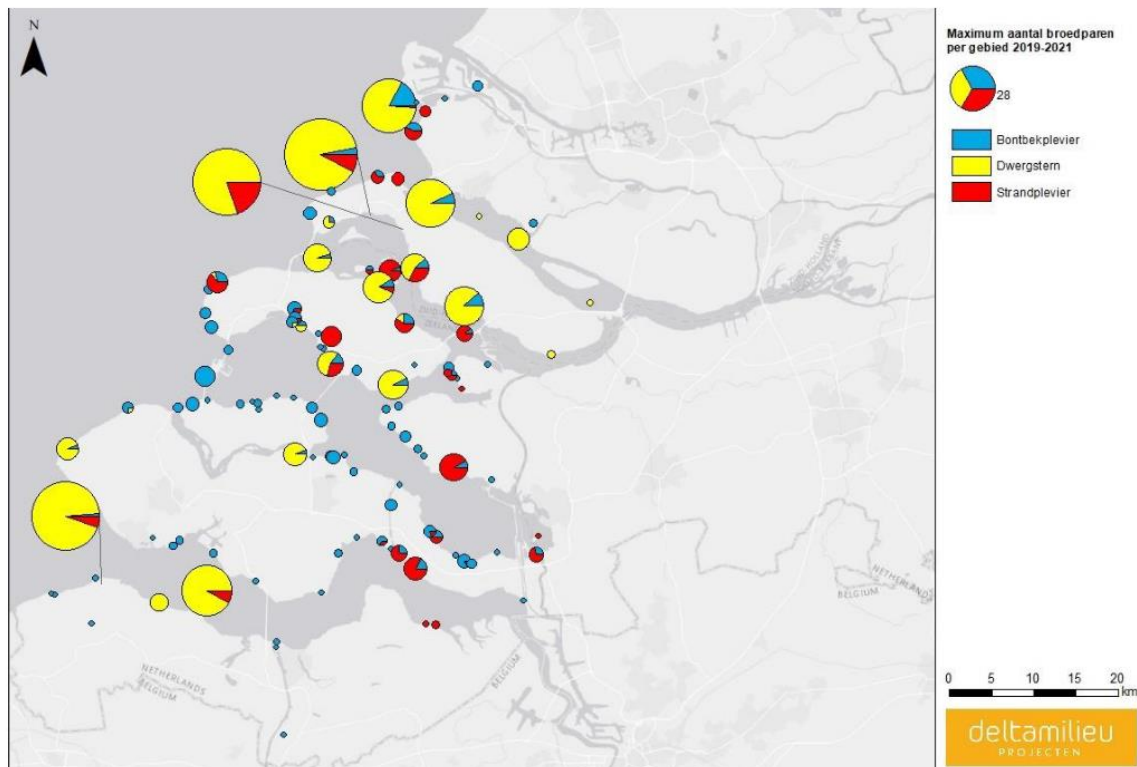 N
Maximum aantal broedparen
per gebied 2019-2021
28
Bontbekplevier
Dwergstern
Strandplevier
NETHERLANDS
BELGIUM
NETHERLANDS
BELGIUM
0 5 10 15 20
km
deltamilieu
PROJECTEN